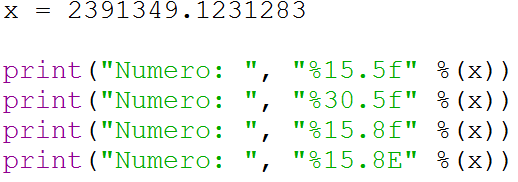 x = 2391349.1231283
print("Numero: ", "%15.5f" %(x))
print("Numero: ", "%30.5f" %(x))
print("Numero: ", "%15.8f" %(x))
print("Numero: ", "%15.8E" %(x))